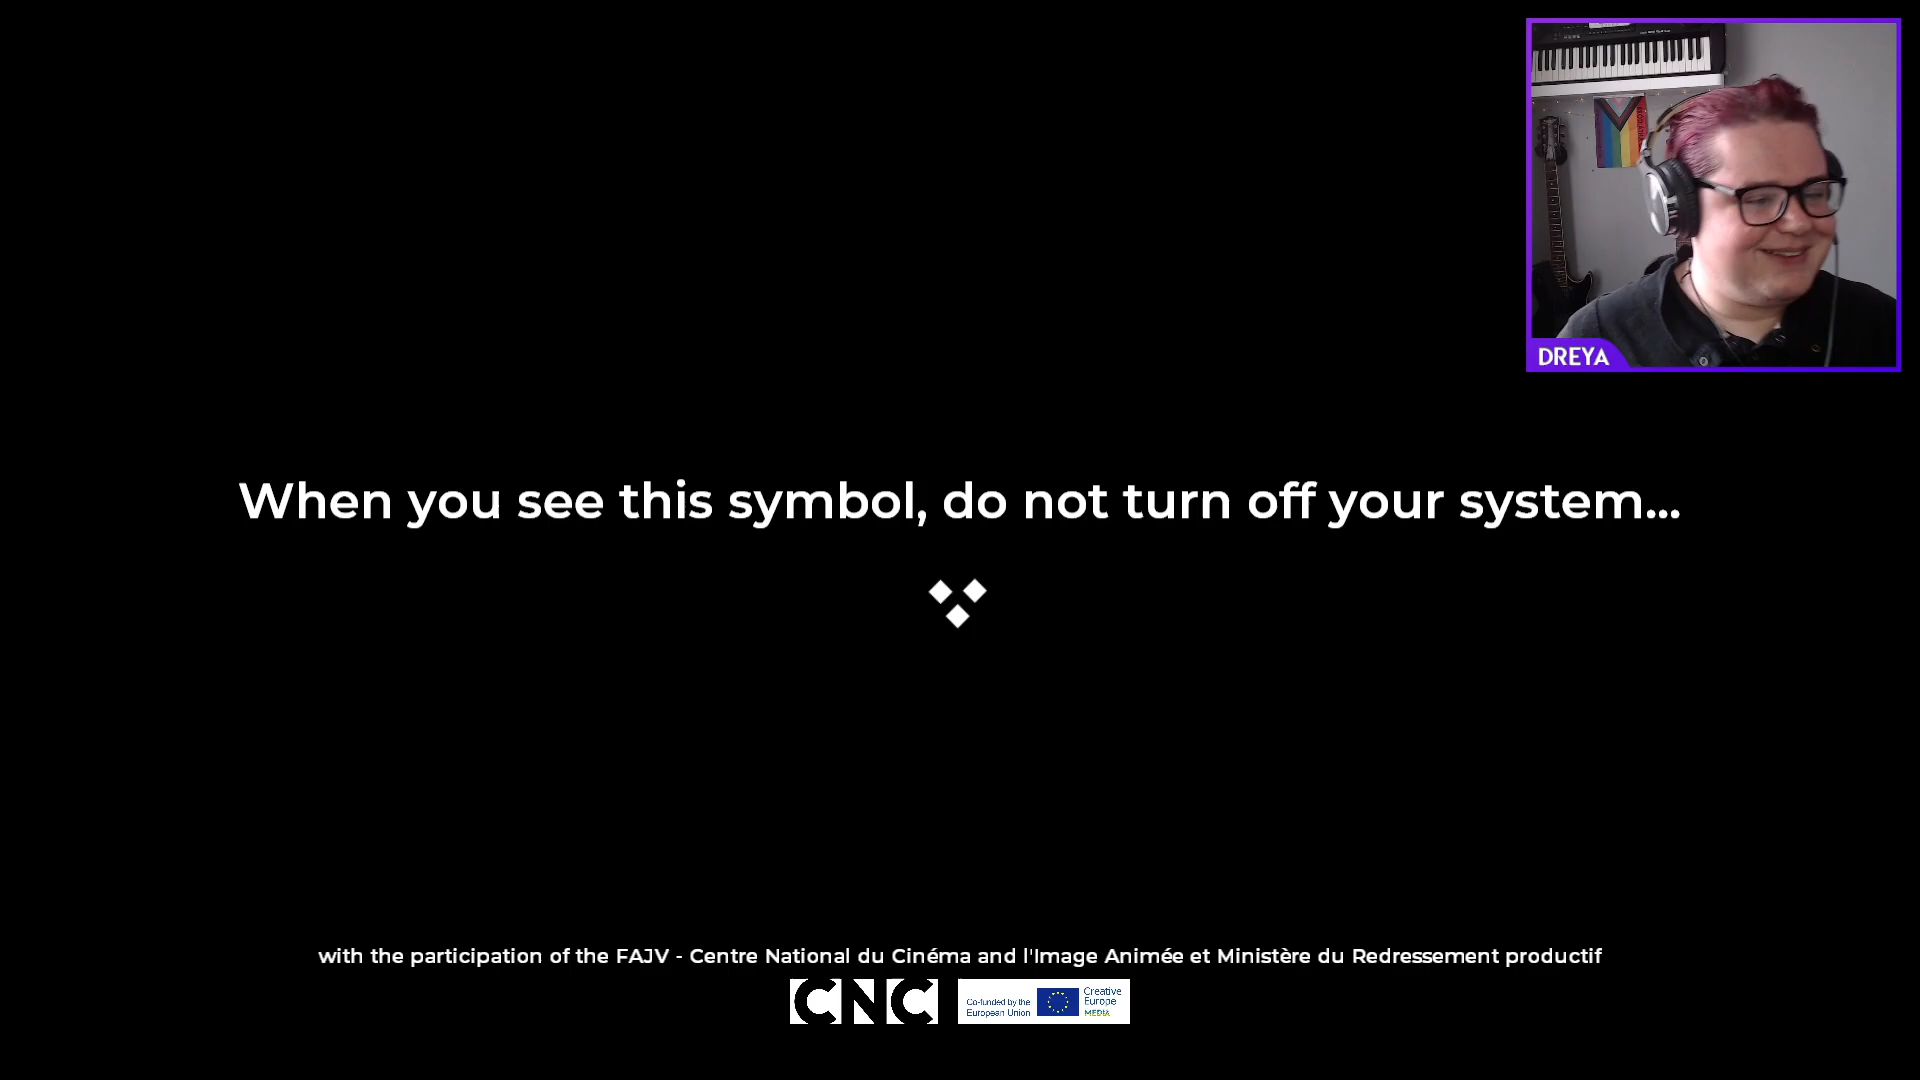 DREYA
When you see this symbol, do not turn off your system...
with the participation of the FAJV - Centre National du Cinéma and l'Image Animée et Ministère du Redressement productif
CNC
Co-funded by the
European Union
Creative
Europe
MEDIA